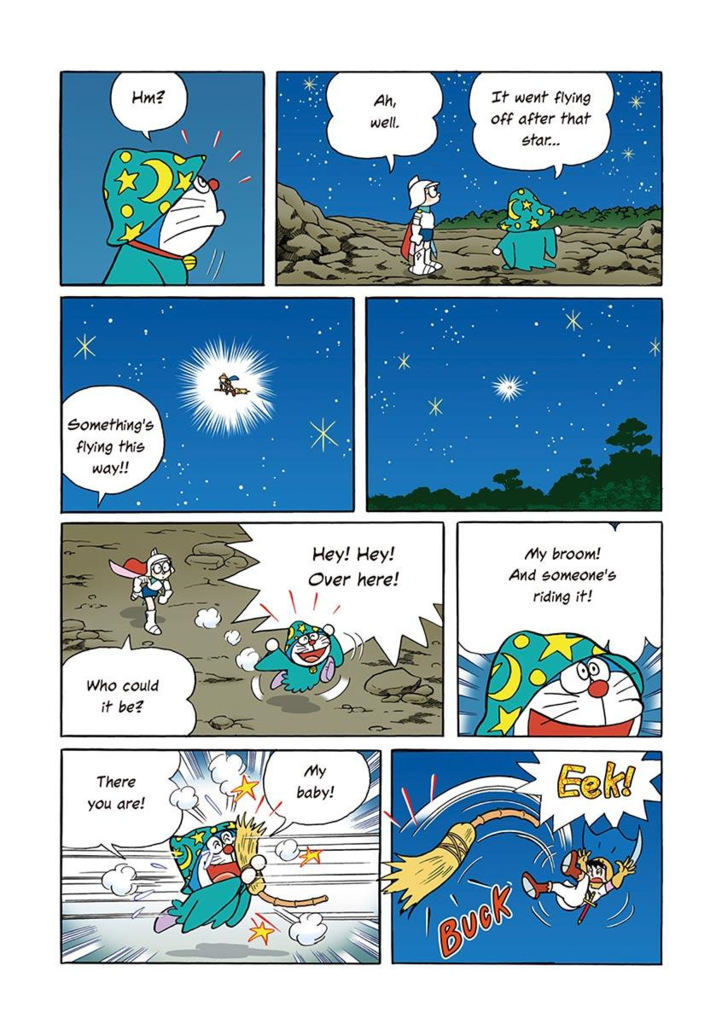 Hm?
Ah,
well.
It went flying
off after that
star...
Something's
flying this
way!!
Hey! Hey!
Over here!
Who could
it be?
My broom!
And someone's
riding it!
There
you are!
My
baby!
Eek!
BUCK